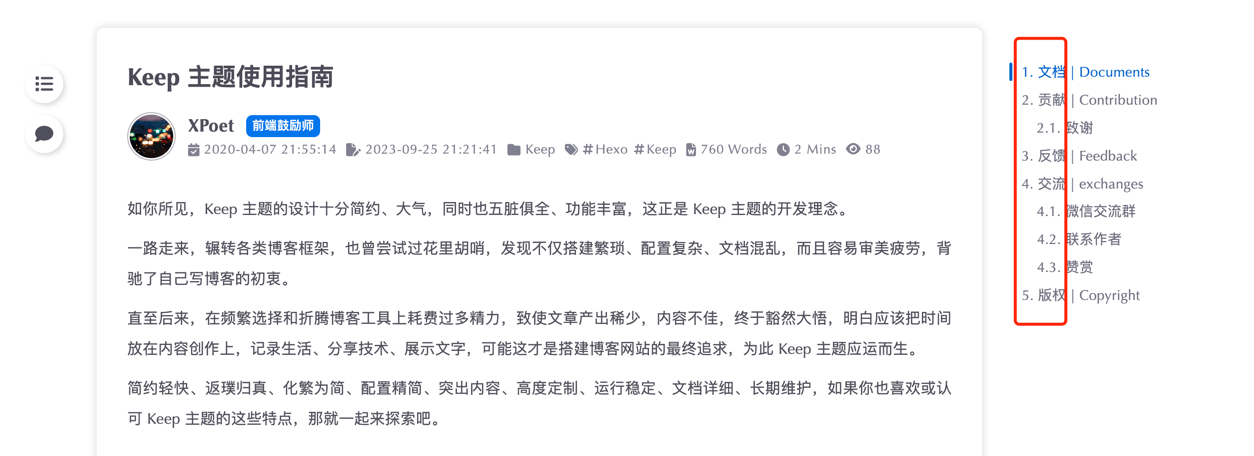 Keep 主题使用指南
XPoet 前端鼓励师
2020-04-07 21:55:14 2023-09-25 21:21:41 Keep #Hexo #Keep 760 Words 2 Mins 88
如你所见，Keep 主题的设计十分简约、大气，同时也五脏俱全、功能丰富，这正是 Keep 主题的开发理念。
一路走来，辗转各类博客框架，也曾尝试过花里胡哨，发现不仅搭建繁琐、配置复杂、文档混乱，而且容易审美疲劳，背
驰了自己写博客的初衷。
直至后来，在频繁选择和折腾博客工具上耗费过多精力，致使文章产出稀少，内容不佳，终于豁然大悟，明白应该把时间
放在内容创作上，记录生活、分享技术、展示文字，可能这才是搭建博客网站的最终追求，为此 Keep 主题应运而生。
简约轻快、返璞归真、化繁为简、配置精简、突出内容、高度定制、运行稳定、文档详细、长期维护，如果你也喜欢或认
可 Keep 主题的这些特点，那就一起来探索吧。
1. 文档 | Documents
2. 贡献 | Contribution
2.1. 致谢
3. 反馈 | Feedback
4. 交流 | exchanges
4.1. 微信交流群
4.2. 联系作者
4.3. 赞赏
5. 版权 | Copyright